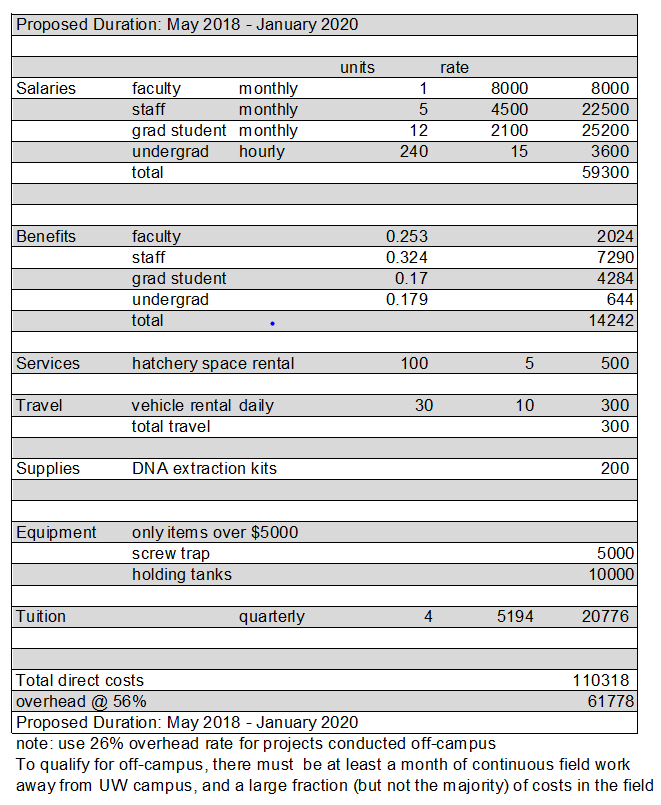 Proposed Duration: May 2018 - January 2020
units rate
Salaries faculty monthly 1 8000 8000
staff monthly 5 4500 22500
grad student monthly 12 2100 25200
undergrad hourly 240 15 3600
total 59300
Benefits faculty 0.253 2024
staff 0.324 7290
grad student 0.17 4284
undergrad 0.179 644
total 14242
Services hatchery space rental 100 5 500
Travel vehicle rental daily 30 10 300
total travel 300
Supplies DNA extraction kits 200
Equipment only items over $5000
screw trap 5000
holding tanks 10000
Tuition quarterly 4 5194 20776
Total direct costs 110318
overhead @ 56% 61778
Proposed Duration: May 2018 - January 2020
note: use 26% overhead rate for projects conducted off-campus
To qualify for off-campus, there must be at least a month of continuous field work
away from UW campus, and a large fraction (but not the majority) of costs in the field